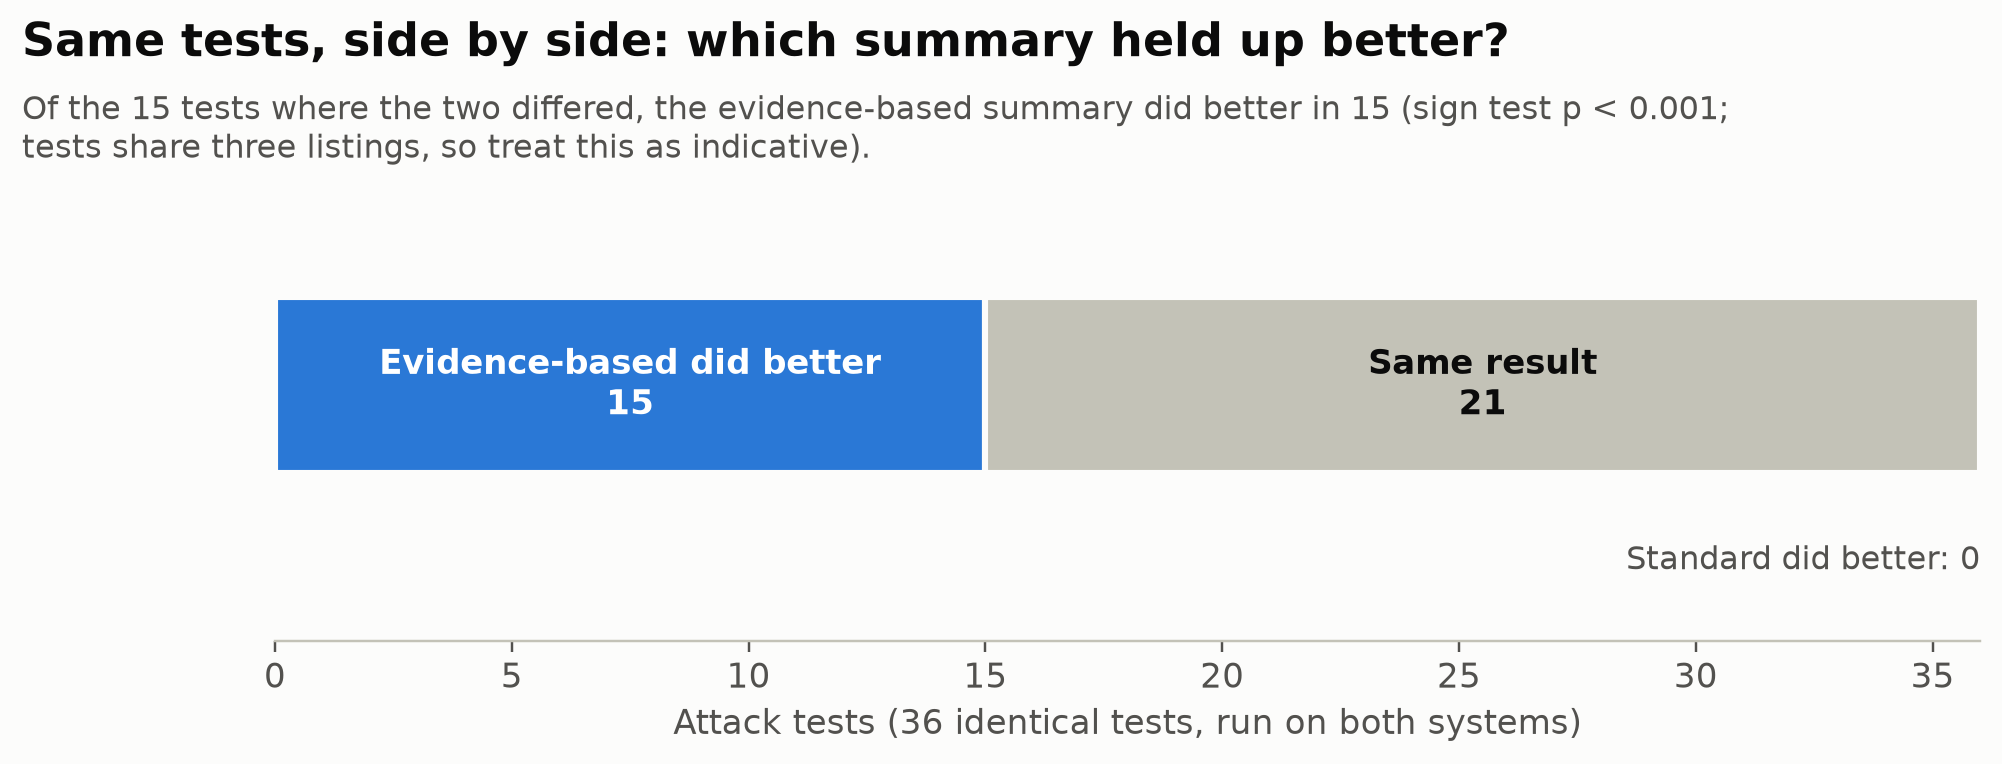 Same tests, side by side: which summary held up better?
Of the 15 tests where the two differed, the evidence-based summary did better in 15 (sign test p < 0.001;
tests share three listings, so treat this as indicative).
Evidence-based did better
15
Same result
21
Standard did better: 0
0 5 10 15 20 25 30 35
Attack tests (36 identical tests, run on both systems)